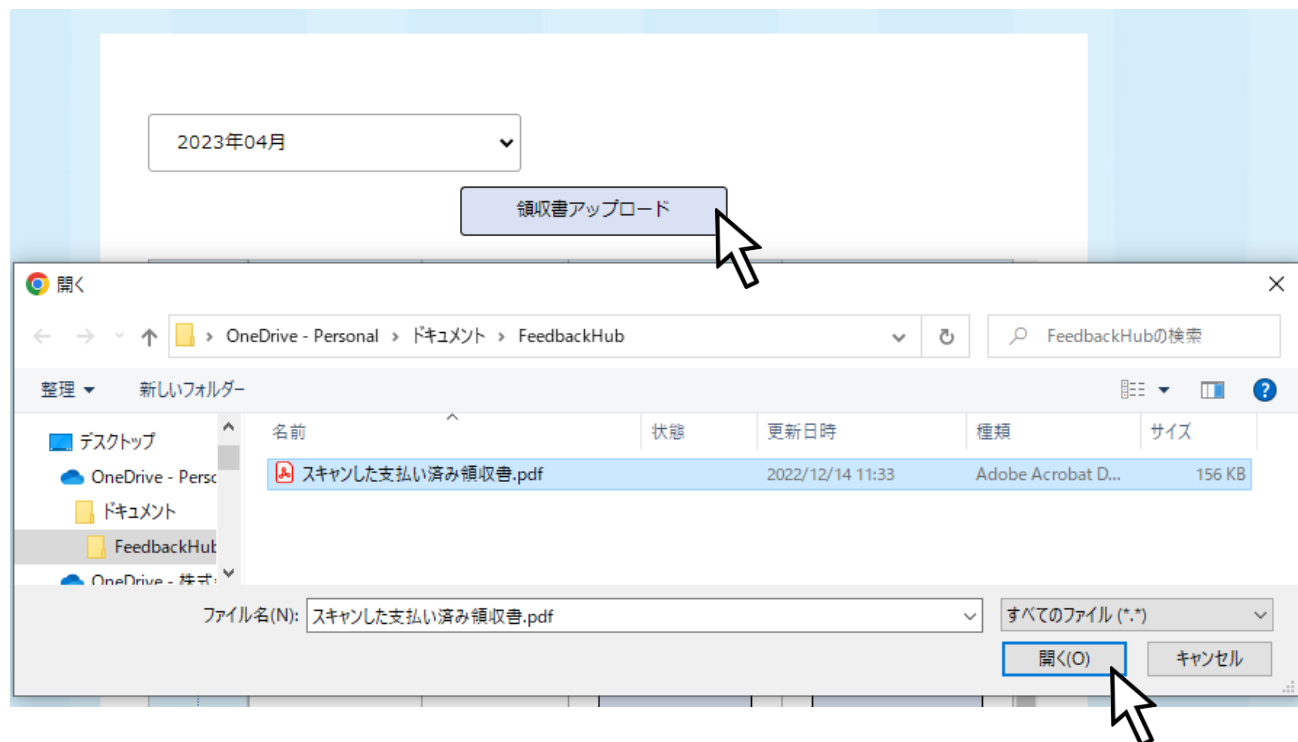 2023年04月
領収書アップロード
開く
OneDrive - Personal › ドキュメント › FeedbackHub
FeedbackHubの検索
整理 新しいフォルダー
名前 状態 更新日時 種類 サイズ
デスクトップ
スキャンした支払い済み領収書.pdf 2022/12/14 11:33 Adobe Acrobat D... 156 KB
OneDrive - Perso
ドキュメント
FeedbackHub
OneDrive - 株式
ファイル名(N): スキャンした支払い済み領収書.pdf すべてのファイル (*.*)
開く(O) キャンセル